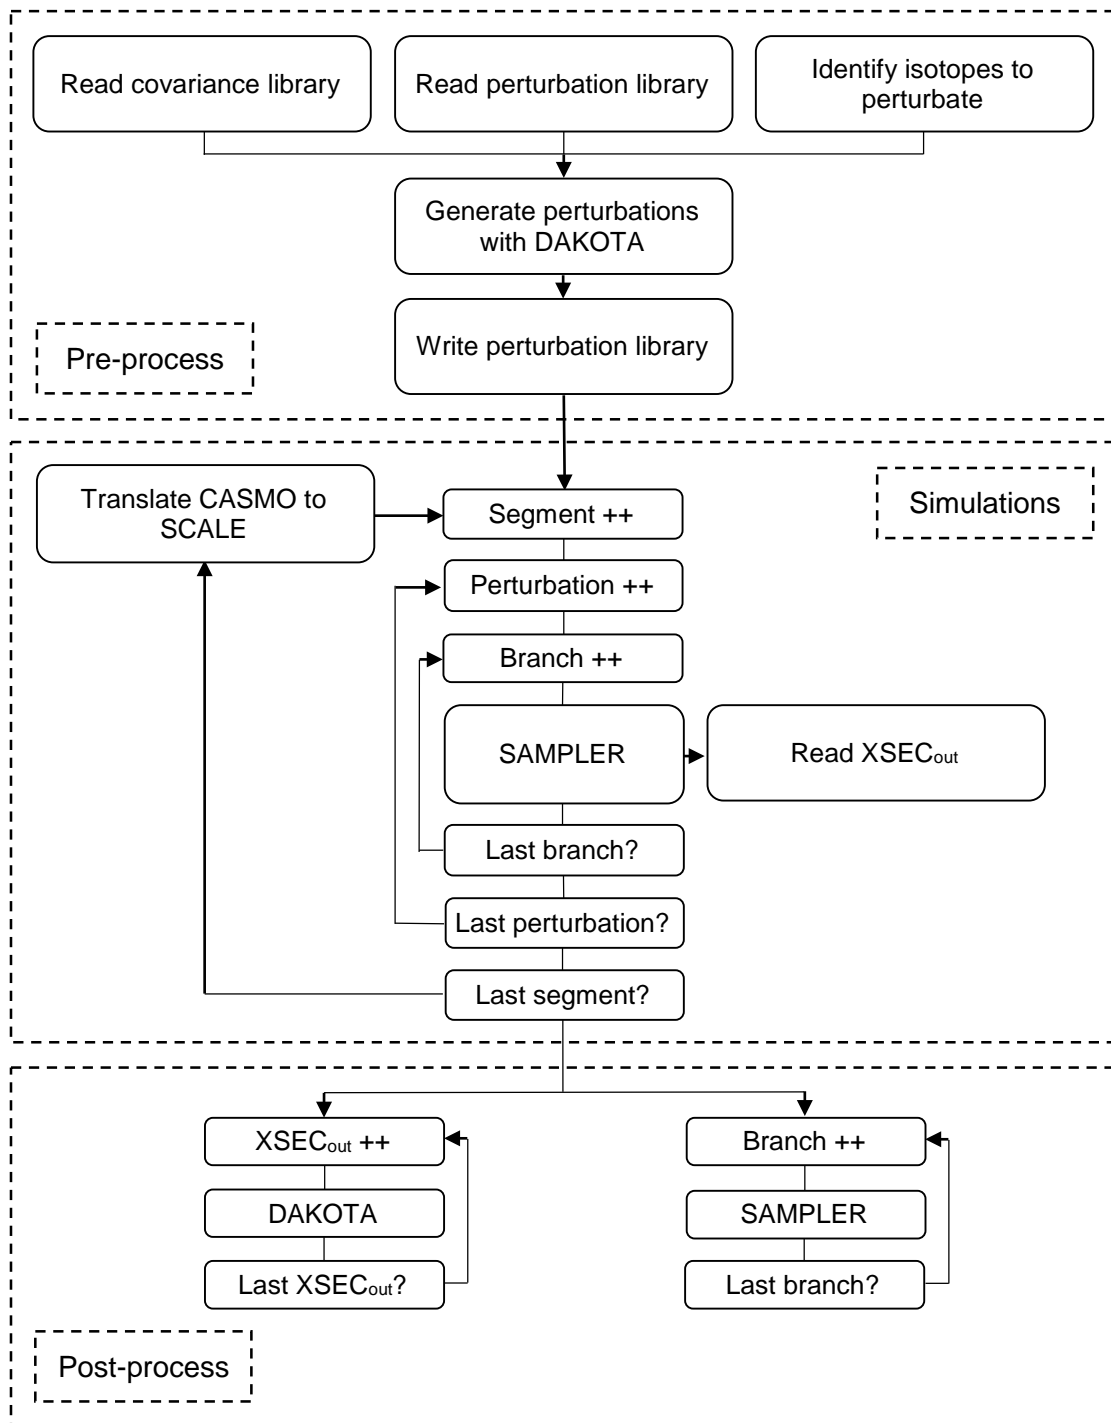 Read covariance library
Read perturbation library
Identify isotopes to
perturbate
Generate perturbations
with DAKOTA
Write perturbation library
Pre-process
Translate CASMO to
SCALE
Segment ++
Simulations
Perturbation ++
Branch ++
SAMPLER
Read XSECout
Last branch?
Last perturbation?
Last segment?
XSECout ++
Branch ++
DAKOTA
SAMPLER
Last XSECout?
Last branch?
Post-process